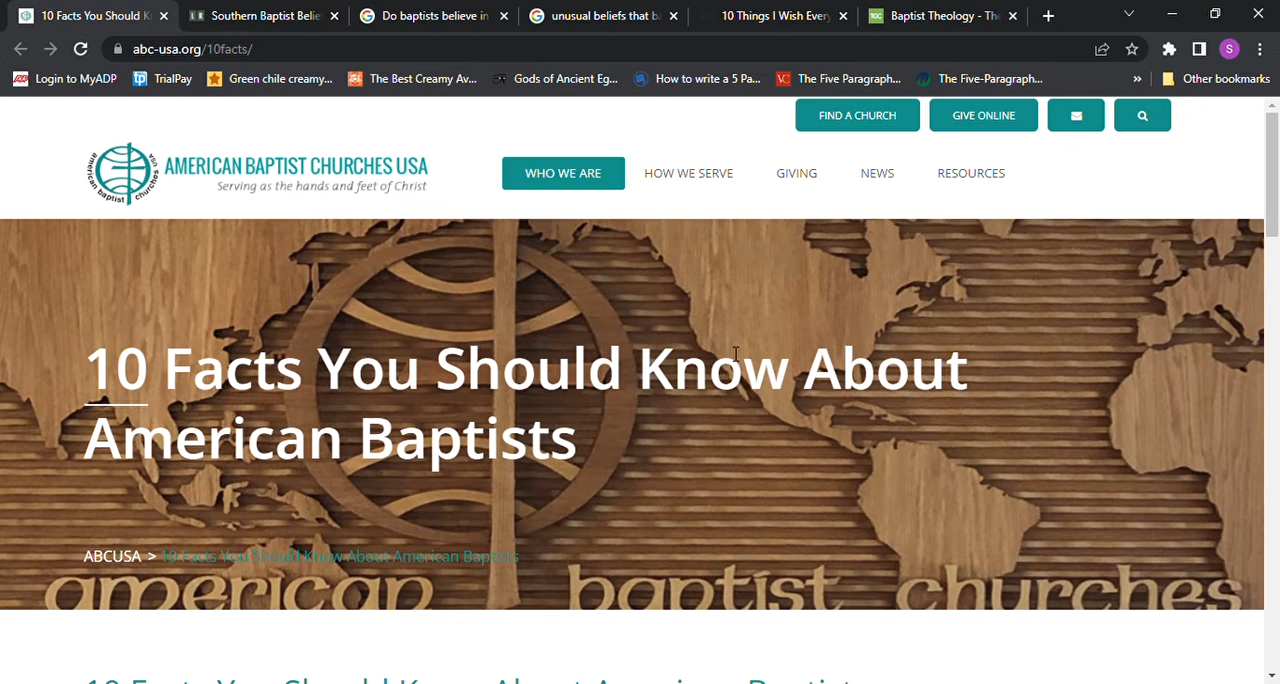 10 Facts You Should K
Southern Baptist Belie
Do baptists believe in
unusual beliefs that ba
10 Things I Wish Every
Baptist Theology - The
abc-usa.org/10facts/
S
Login to MyADP
TrialPay
Green chile creamy...
The Best Creamy Av...
Gods of Ancient Eg...
How to write a 5 Pa...
The Five Paragraph...
The Five-Paragraph...
»
Other bookmarks
FIND A CHURCH
GIVE ONLINE
american baptist churches
AMERICAN BAPTIST CHURCHES USA
Serving as the hands and feet of Christ
WHO WE ARE
HOW WE SERVE
GIVING
NEWS
RESOURCES
10 Facts You Should Know About
American Baptists
ABCUSA > 10 Facts You Should Know About American Baptists
american baptist churches
10 Facts You Should Know About American Baptists